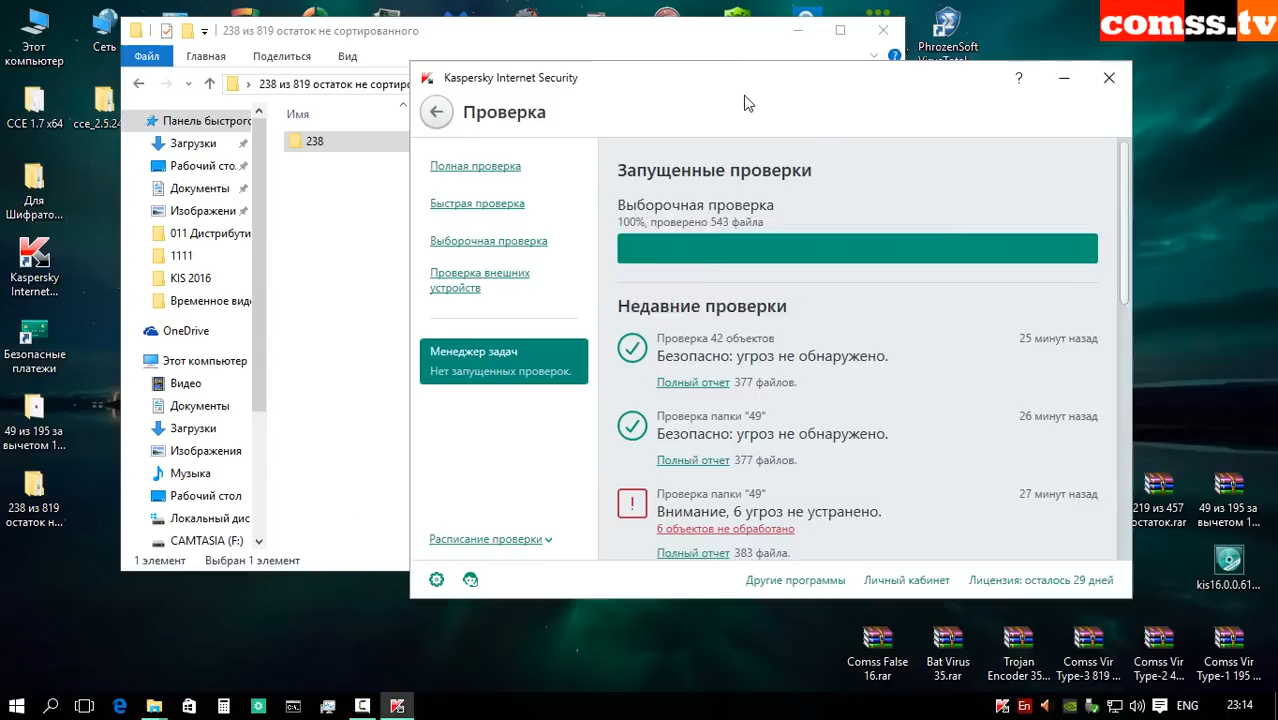 Этот
компьютер
Сеть
238 из 819 остаток не сортированного
PhrozenSoft
comss.tv
Файл
Главная
Поделиться
Вид
238 из 819 остаток не сортиро
CCE 1.7 x64
cce_2.5.24
Для
Шифрато...
Kaspersky
Internet...
Безопасные
платежи
49 из 195 за
вычетом 1...
238 из 819
остаток н...
Панель быстрог
Загрузки
Рабочий сто.
Документы
Изображени
011 Дистрибути
1111
KIS 2016
Временное виде
OneDrive
Этот компьютер
Видео
Документы
Загрузки
Изображения
Музыка
Рабочий стол
Локальный дис
CAMTASIA (F:)
Имя
238
1 элемент
Выбран 1 элемент
Kaspersky Internet Security
?
Проверка
Полная проверка
Быстрая проверка
Выборочная проверка
Проверка внешних
устройств
Менеджер задач
Нет запущенных проверок.
Расписание проверки
Запущенные проверки
Выборочная проверка
100%, проверено 543 файла
Недавние проверки
Проверка 42 объектов
25 минут назад
Безопасно: угроз не обнаружено.
Полный отчет 377 файлов.
Проверка папки "49"
26 минут назад
Безопасно: угроз не обнаружено.
Полный отчет 377 файлов.
Проверка папки "49"
27 минут назад
Внимание, 6 угроз не устранено.
6 объектов не обработано
Полный отчет 383 файла.
Другие программы
Личный кабинет
Лицензия: осталось 29 дней
219 из 457
остаток.rar
49 из 195 за
вычетом 1...
kis16.0.0.61...
Comss False
16.rar
Bat Virus
35.rar
Trojan
Encoder 35...
Comss Vir
Type-3 819 ...
Comss Vir
Type-2 4...
Comss Vir
Type-1 195 ...
En
ENG
23:14